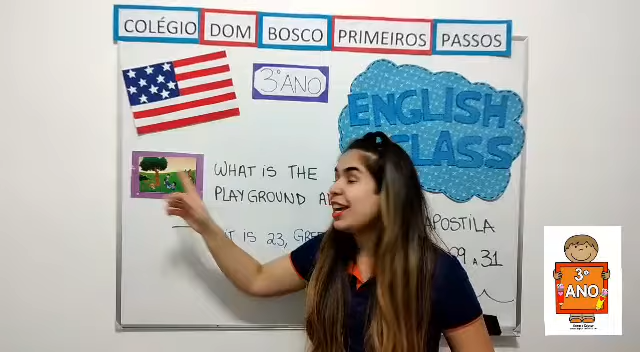 COLÉGIO DOM BOSCO PRIMEIROS PASSOS
3º ANO
ENGLISH
CLASS
WHAT IS THE
PLAYGROUND
APOSTILA
IT IS 23,
09 A 31
3º
ANO